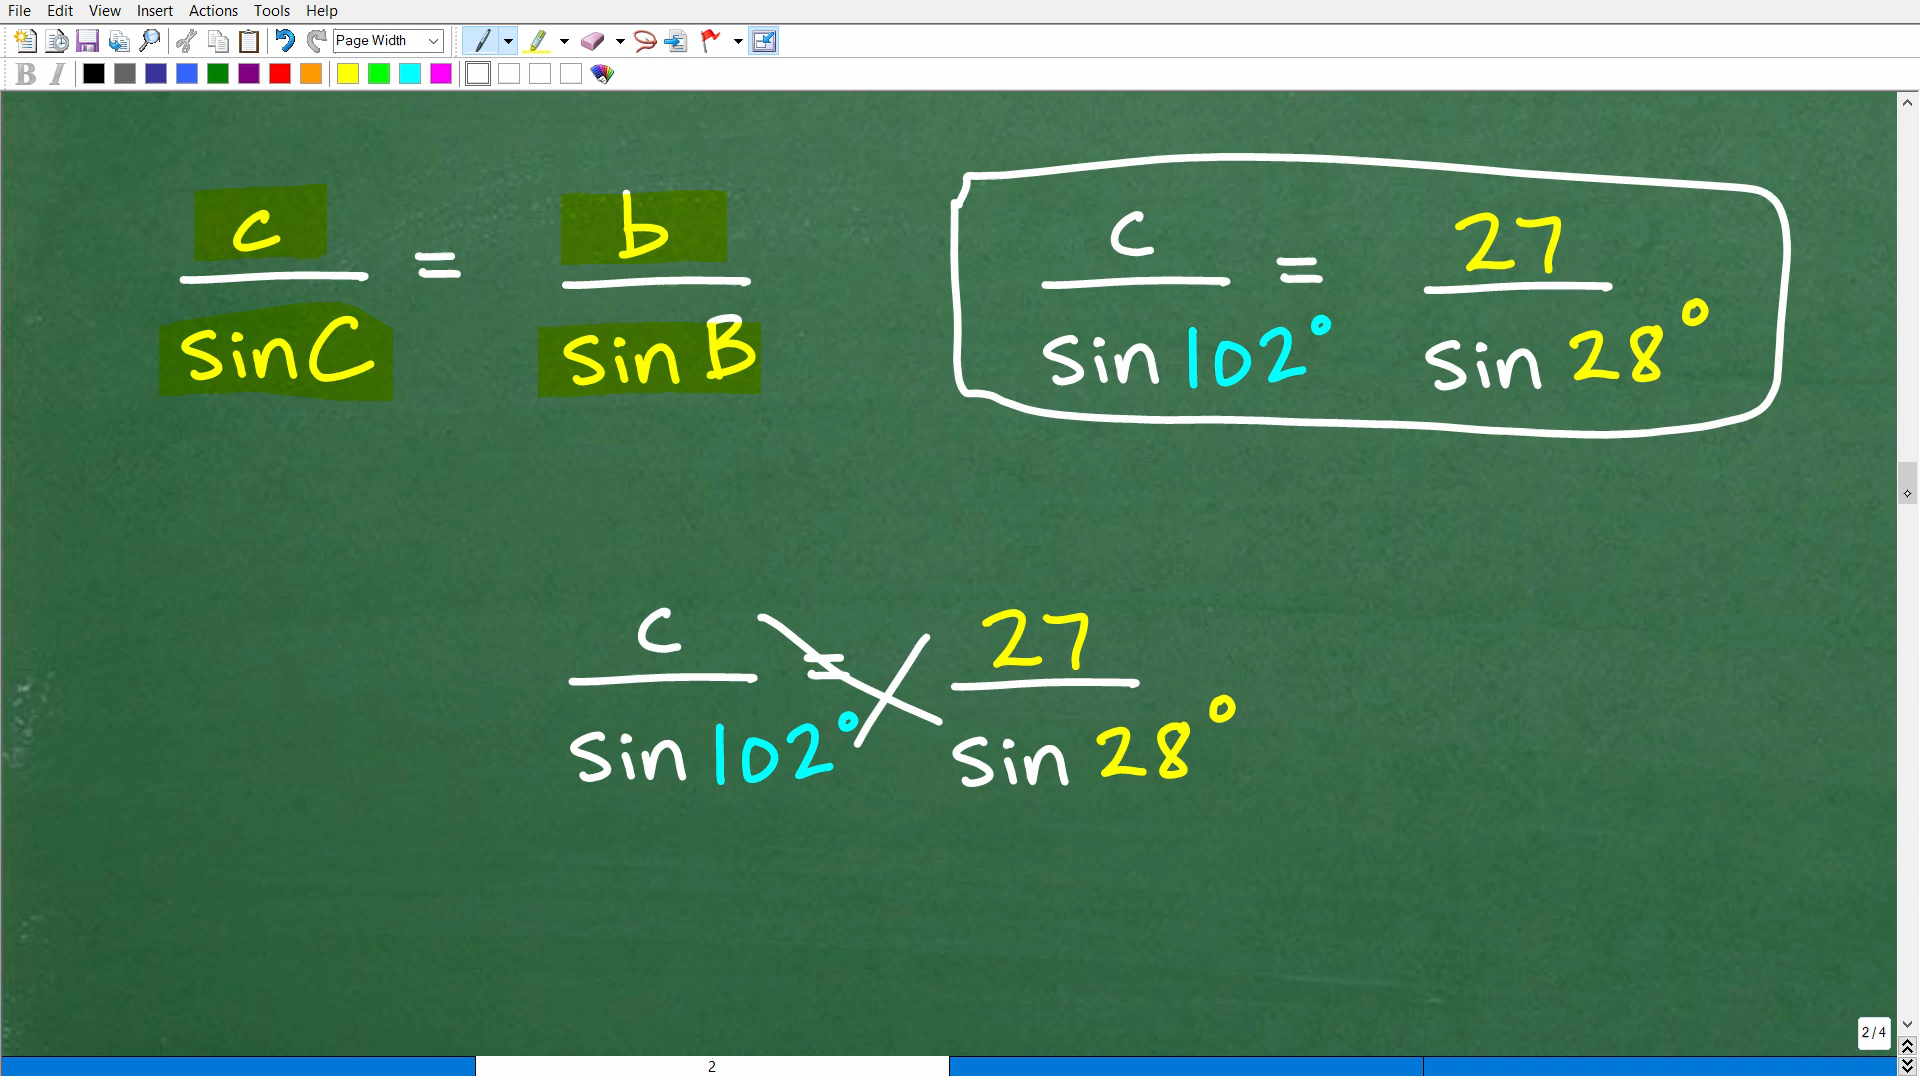 File Edit View Insert Actions Tools Help
Page Width
B I
c/sinC = b/sin B
c/sin 102° = 27/sin 28°
c/sin 102° = 27/sin 28°
2 / 4
2